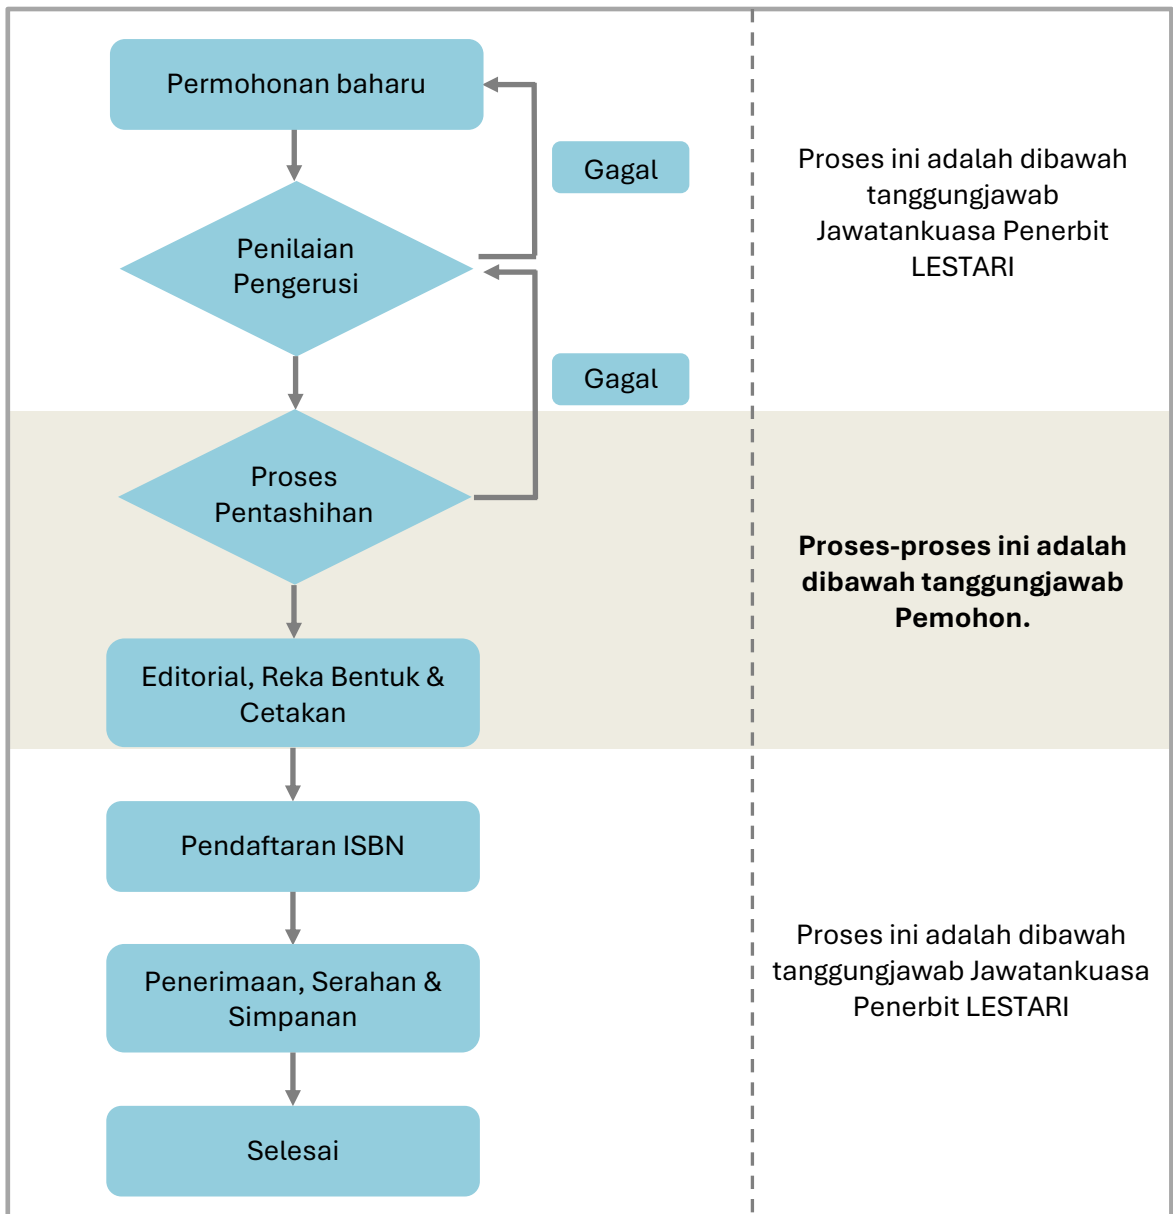 Permohonan baharu
Gagal
Proses ini adalah dibawah
tanggungjawab
Jawatankuasa Penerbit
LESTARI
Penilaian
Pengerusi
Gagal
Proses
Pentashihan
Proses-proses ini adalah
dibawah tanggungjawab
Pemohon.
Editorial, Reka Bentuk &
Cetakan
Pendaftaran ISBN
Penerimaan, Serahan &
Simpanan
Proses ini adalah dibawah
tanggungjawab Jawatankuasa
Penerbit LESTARI
Selesai